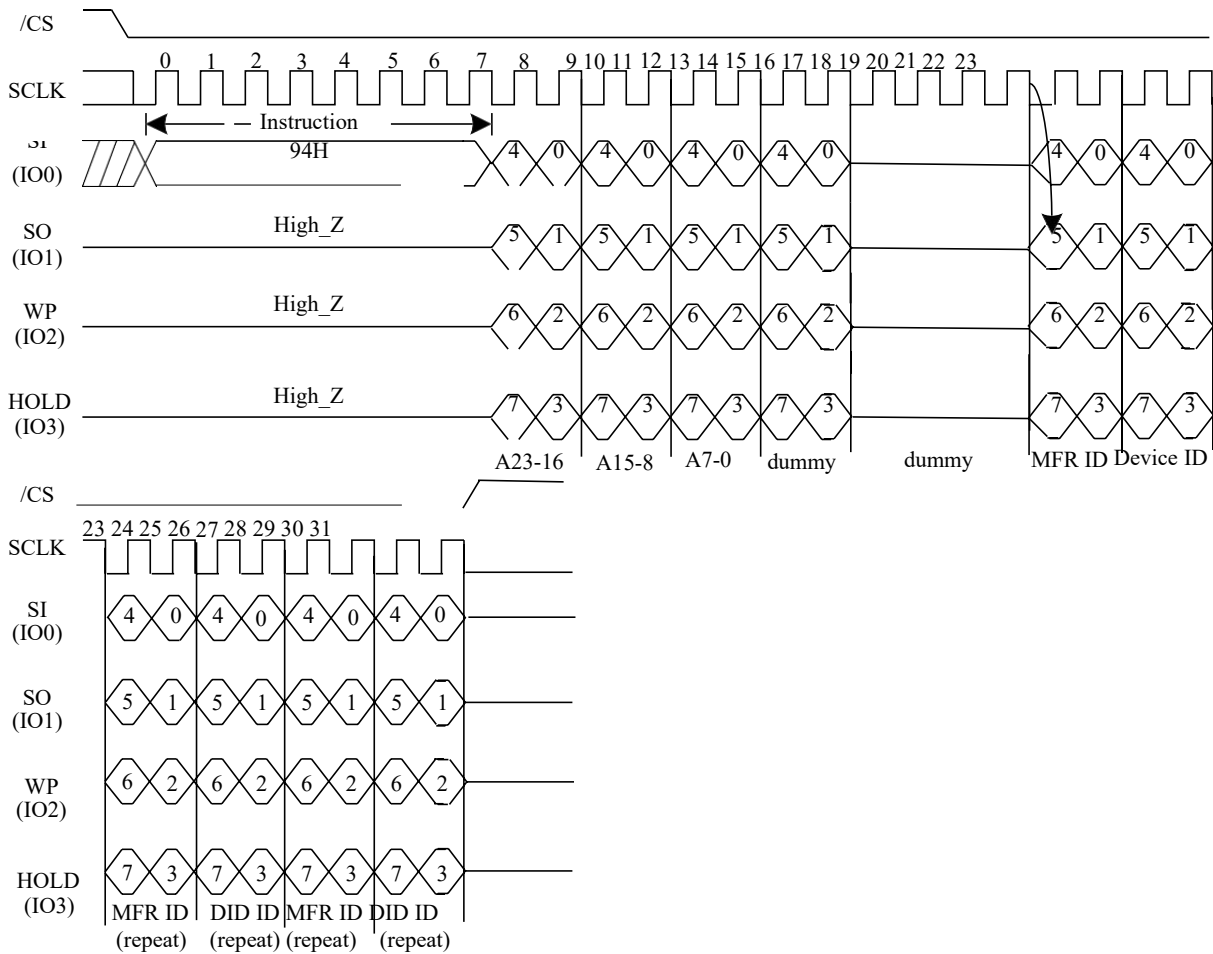 /CS
0 1 2 3 4 5 6 7 8 9 10 11 12 13 14 15 16 17 18 19 20 21 22 23
SCLK
Instruction
SI
(IO0)
94H
4 0 4 0 4 0 4 0 4 0 4 0
SO
(IO1)
High_Z
5 1 5 1 5 1 5 1 5 1 5 1
WP
(IO2)
High_Z
6 2 6 2 6 2 6 2 6 2 6 2
HOLD
(IO3)
High_Z
7 3 7 3 7 3 7 3 7 3 7 3
A23-16 A15-8 A7-0 dummy dummy MFR ID Device ID
/CS
23 24 25 26 27 28 29 30 31
SCLK
SI
(IO0)
4 0 4 0 4 0 4 0
SO
(IO1)
5 1 5 1 5 1 5 1
WP
(IO2)
6 2 6 2 6 2 6 2
HOLD
(IO3)
7 3 7 3 7 3 7 3
MFR ID DID ID MFR ID DID ID
(repeat) (repeat) (repeat) (repeat)